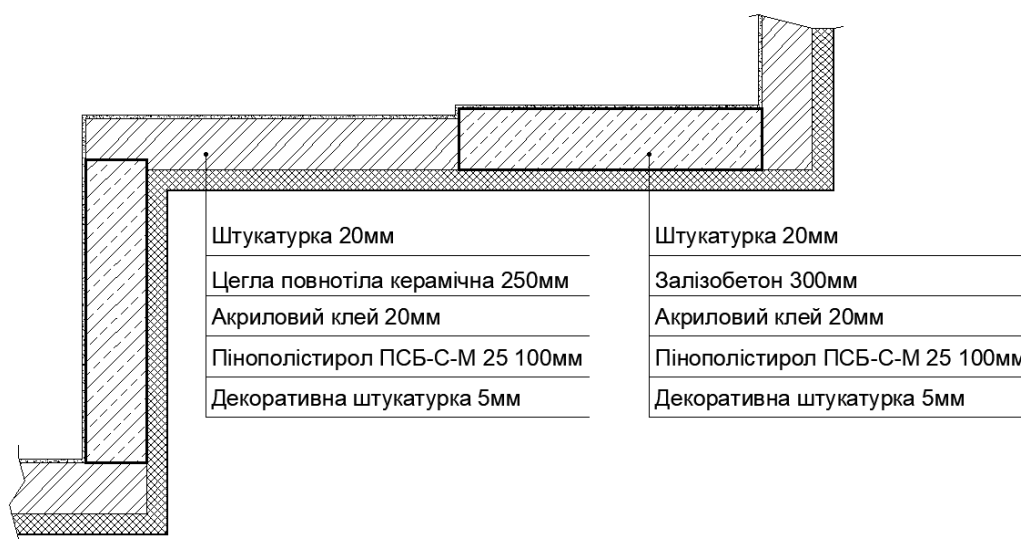 Штукатурка 20мм
Цегла повнотіла керамічна 250мм
Акриловий клей 20мм
Пінополістирол ПСБ-С-М 25 100мм
Декоративна штукатурка 5мм
Штукатурка 20мм
Залізобетон 300мм
Акриловий клей 20мм
Пінополістирол ПСБ-С-М 25 100мм
Декоративна штукатурка 5мм